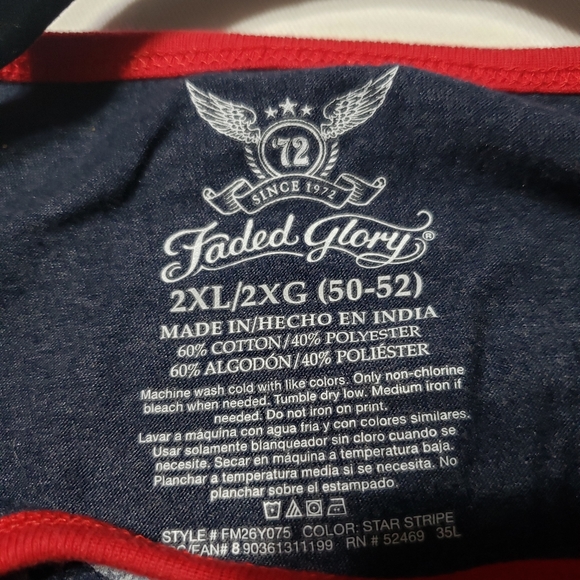 '72
SINCE 1972
Faded Glory®
2XL/2XG (50-52)
MADE IN/HECHO EN INDIA
60% COTTON/40% POLYESTER
60% ALGODÓN/40% POLIÉSTER
Machine wash cold with like colors. Only non-chlorine
bleach when needed. Tumble dry low. Medium iron if
needed. Do not iron on print.
Lavar a máquina con agua fria y con colores similares.
Usar solamente blanqueador sin cloro cuando se
necesite. Secar en máquina a temperatura baja.
Planchar a temperatura media si se necesita. No
planchar sobre el estampado.
STYLE # FM26Y075 COLOR: STAR STRIPE
/EAN# 890361311199 RN # 52469 35L